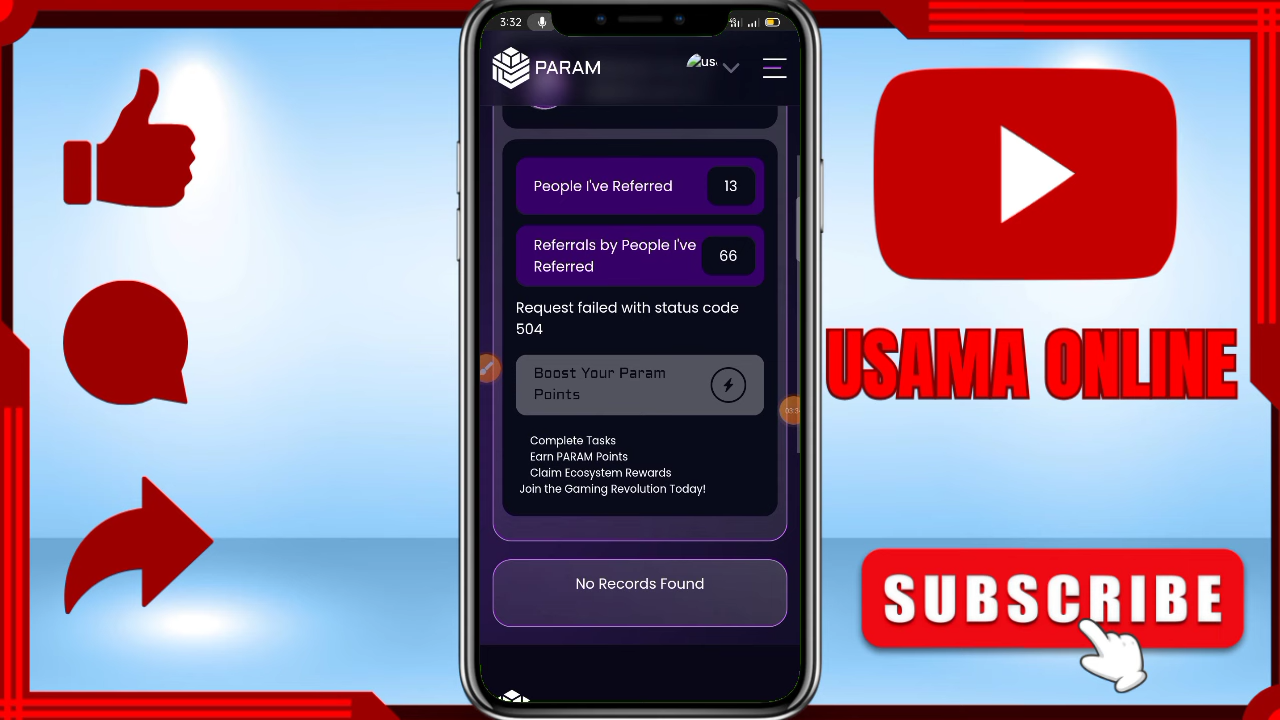 3:32
PARAM
us
People I've Referred
13
Referrals by People I've
Referred
66
Request failed with status code
504
Boost Your Param
Points
Complete Tasks
Earn PARAM Points
Claim Ecosystem Rewards
Join the Gaming Revolution Today!
No Records Found
USAMA ONLINE
SUBSCRIBE